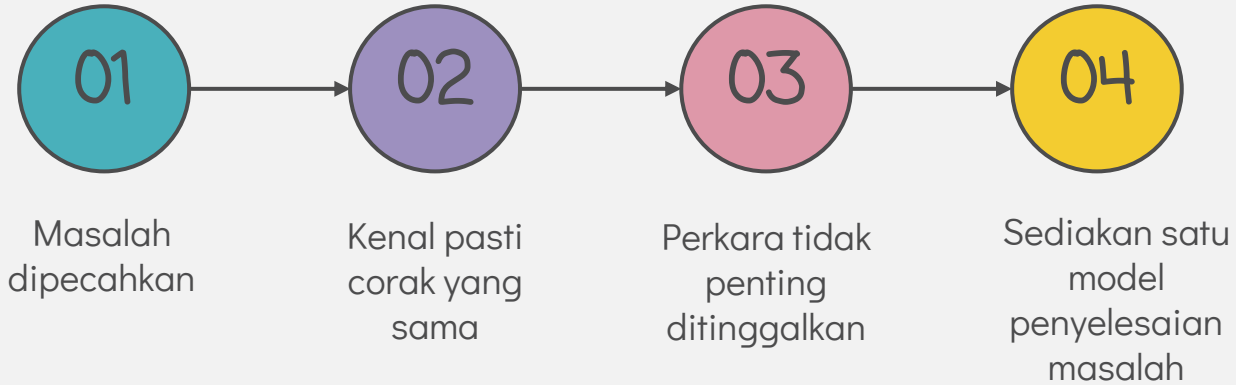 01
02
03
04
Masalah
dipecahkan
Kenal pasti
corak yang
sama
Perkara tidak
penting
ditinggalkan
Sediakan satu
model
penyelesaian
masalah